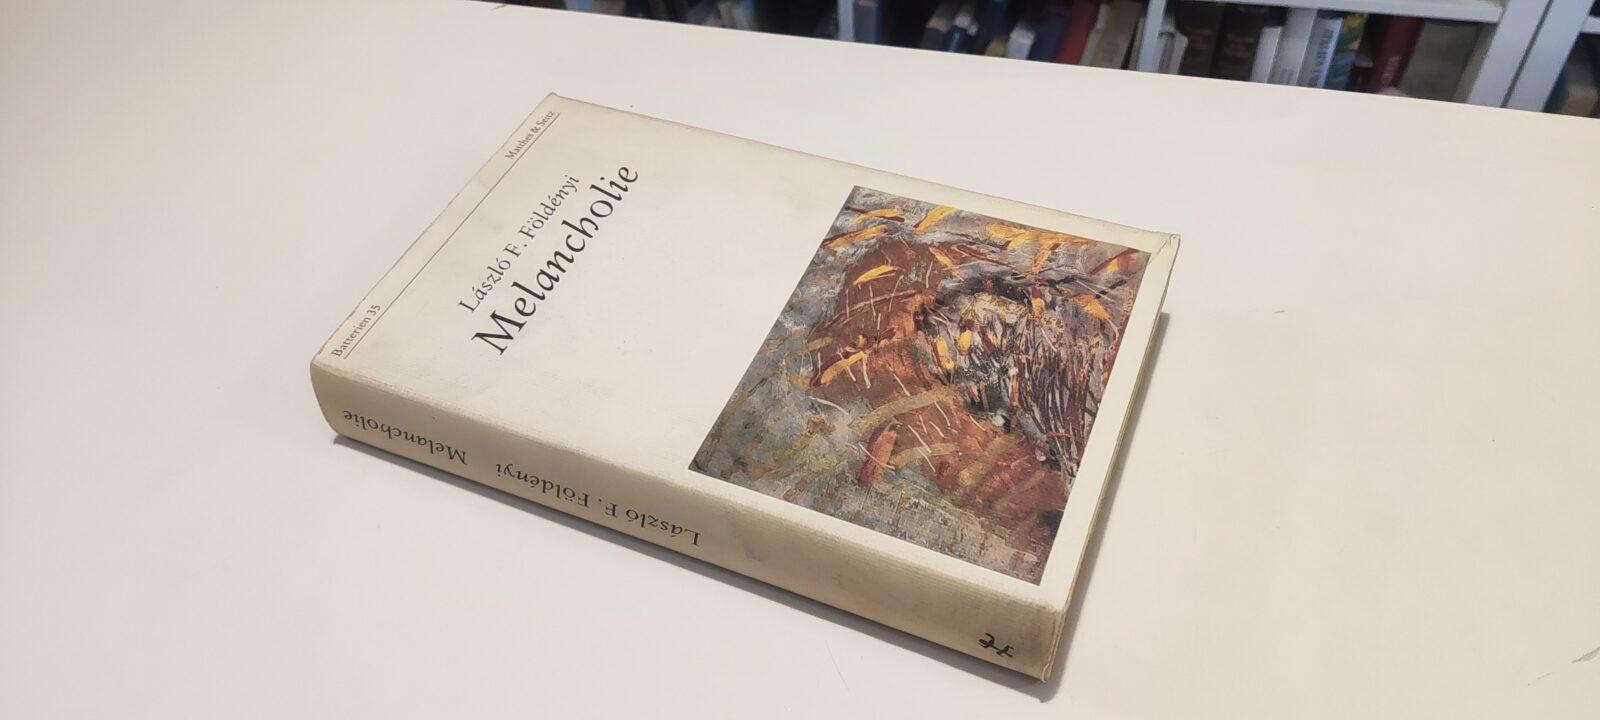 Batterien 35
Matthes & Seitz
László F. Földényi
Melancholie
László F. Földényi Melancholie